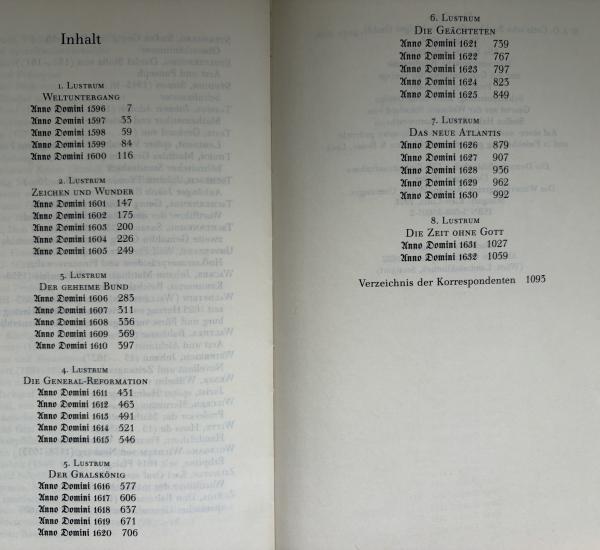 Inhalt
1. Lustrum
Weltuntergang
Anno Domini 1596 7
Anno Domini 1597 33
Anno Domini 1598 59
Anno Domini 1599 84
Anno Domini 1600 116
2. Lustrum
Zeichen und Wunder
Anno Domini 1601 147
Anno Domini 1602 175
Anno Domini 1603 200
Anno Domini 1604 226
Anno Domini 1605 249
3. Lustrum
Der geheime Bund
Anno Domini 1606 283
Anno Domini 1607 311
Anno Domini 1608 336
Anno Domini 1609 369
Anno Domini 1610 397
4. Lustrum
Die General-Reformation
Anno Domini 1611 431
Anno Domini 1612 463
Anno Domini 1613 491
Anno Domini 1614 521
Anno Domini 1615 546
5. Lustrum
Der Gralskönig
Anno Domini 1616 577
Anno Domini 1617 606
Anno Domini 1618 637
Anno Domini 1619 671
Anno Domini 1620 706
6. Lustrum
Die Geächteten
Anno Domini 1621 739
Anno Domini 1622 767
Anno Domini 1623 797
Anno Domini 1624 823
Anno Domini 1625 849
7. Lustrum
Das neue Atlantis
Anno Domini 1626 879
Anno Domini 1627 907
Anno Domini 1628 936
Anno Domini 1629 962
Anno Domini 1630 992
8. Lustrum
Die Zeit ohne Gott
Anno Domini 1631 1027
Anno Domini 1632 1059
Verzeichnis der Korrespondenten 1093